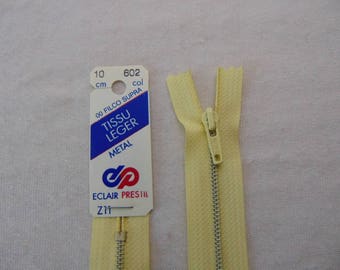 10 602
cm col
00 FILCO SUPRA
TISSU
LEGER
METAL
ECLAIR PRESTIL
Z11